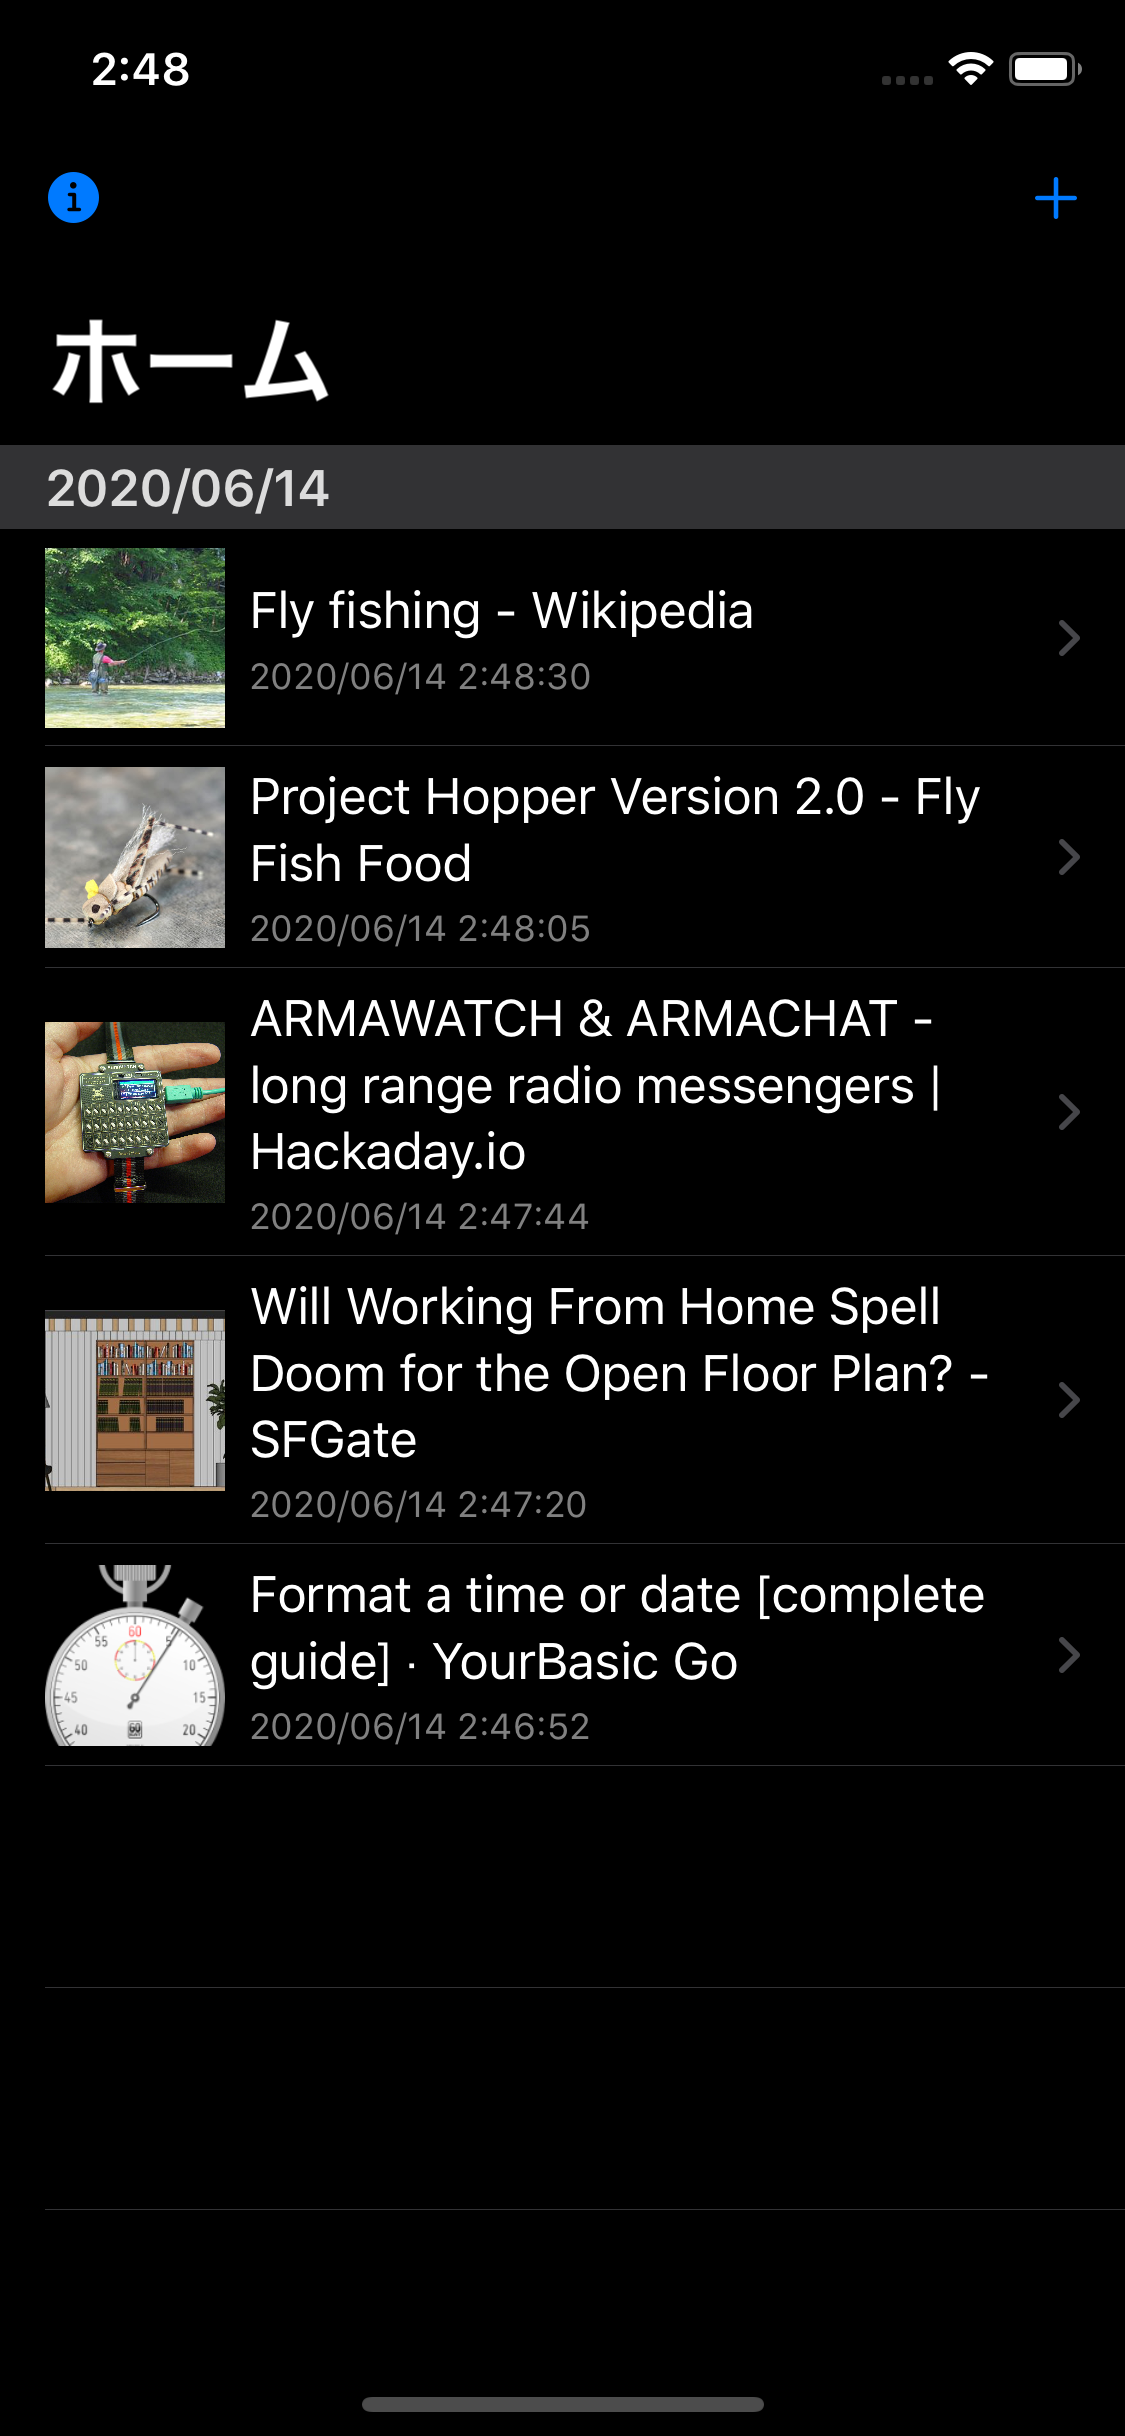 2:48
ホーム
2020/06/14
Fly fishing - Wikipedia
2020/06/14 2:48:30
Project Hopper Version 2.0 - Fly
Fish Food
2020/06/14 2:48:05
ARMAWATCH & ARMACHAT -
long range radio messengers |
Hackaday.io
2020/06/14 2:47:44
Will Working From Home Spell
Doom for the Open Floor Plan? -
SFGate
2020/06/14 2:47:20
60
55
5
50
10
45
15
40
20
GO
Format a time or date [complete
guide] · YourBasic Go
2020/06/14 2:46:52